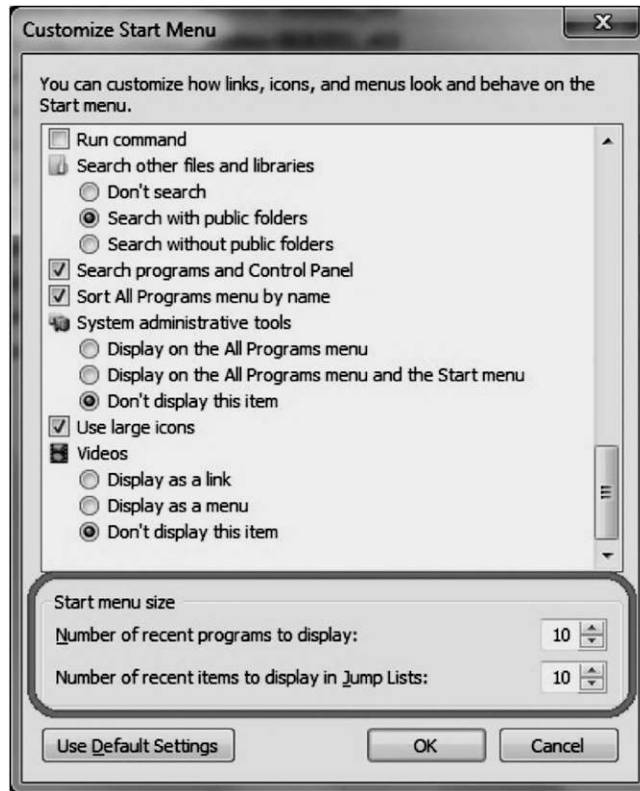 Customize Start Menu
You can customize how links, icons, and menus look and behave on the
Start menu.
Run command
Search other files and libraries
Don't search
Search with public folders
Search without public folders
Search programs and Control Panel
Sort All Programs menu by name
System administrative tools
Display on the All Programs menu
Display on the All Programs menu and the Start menu
Don't display this item
Use large icons
Videos
Display as a link
Display as a menu
Don't display this item
Start menu size
Number of recent programs to display: 10
Number of recent items to display in Jump Lists: 10
Use Default Settings OK Cancel